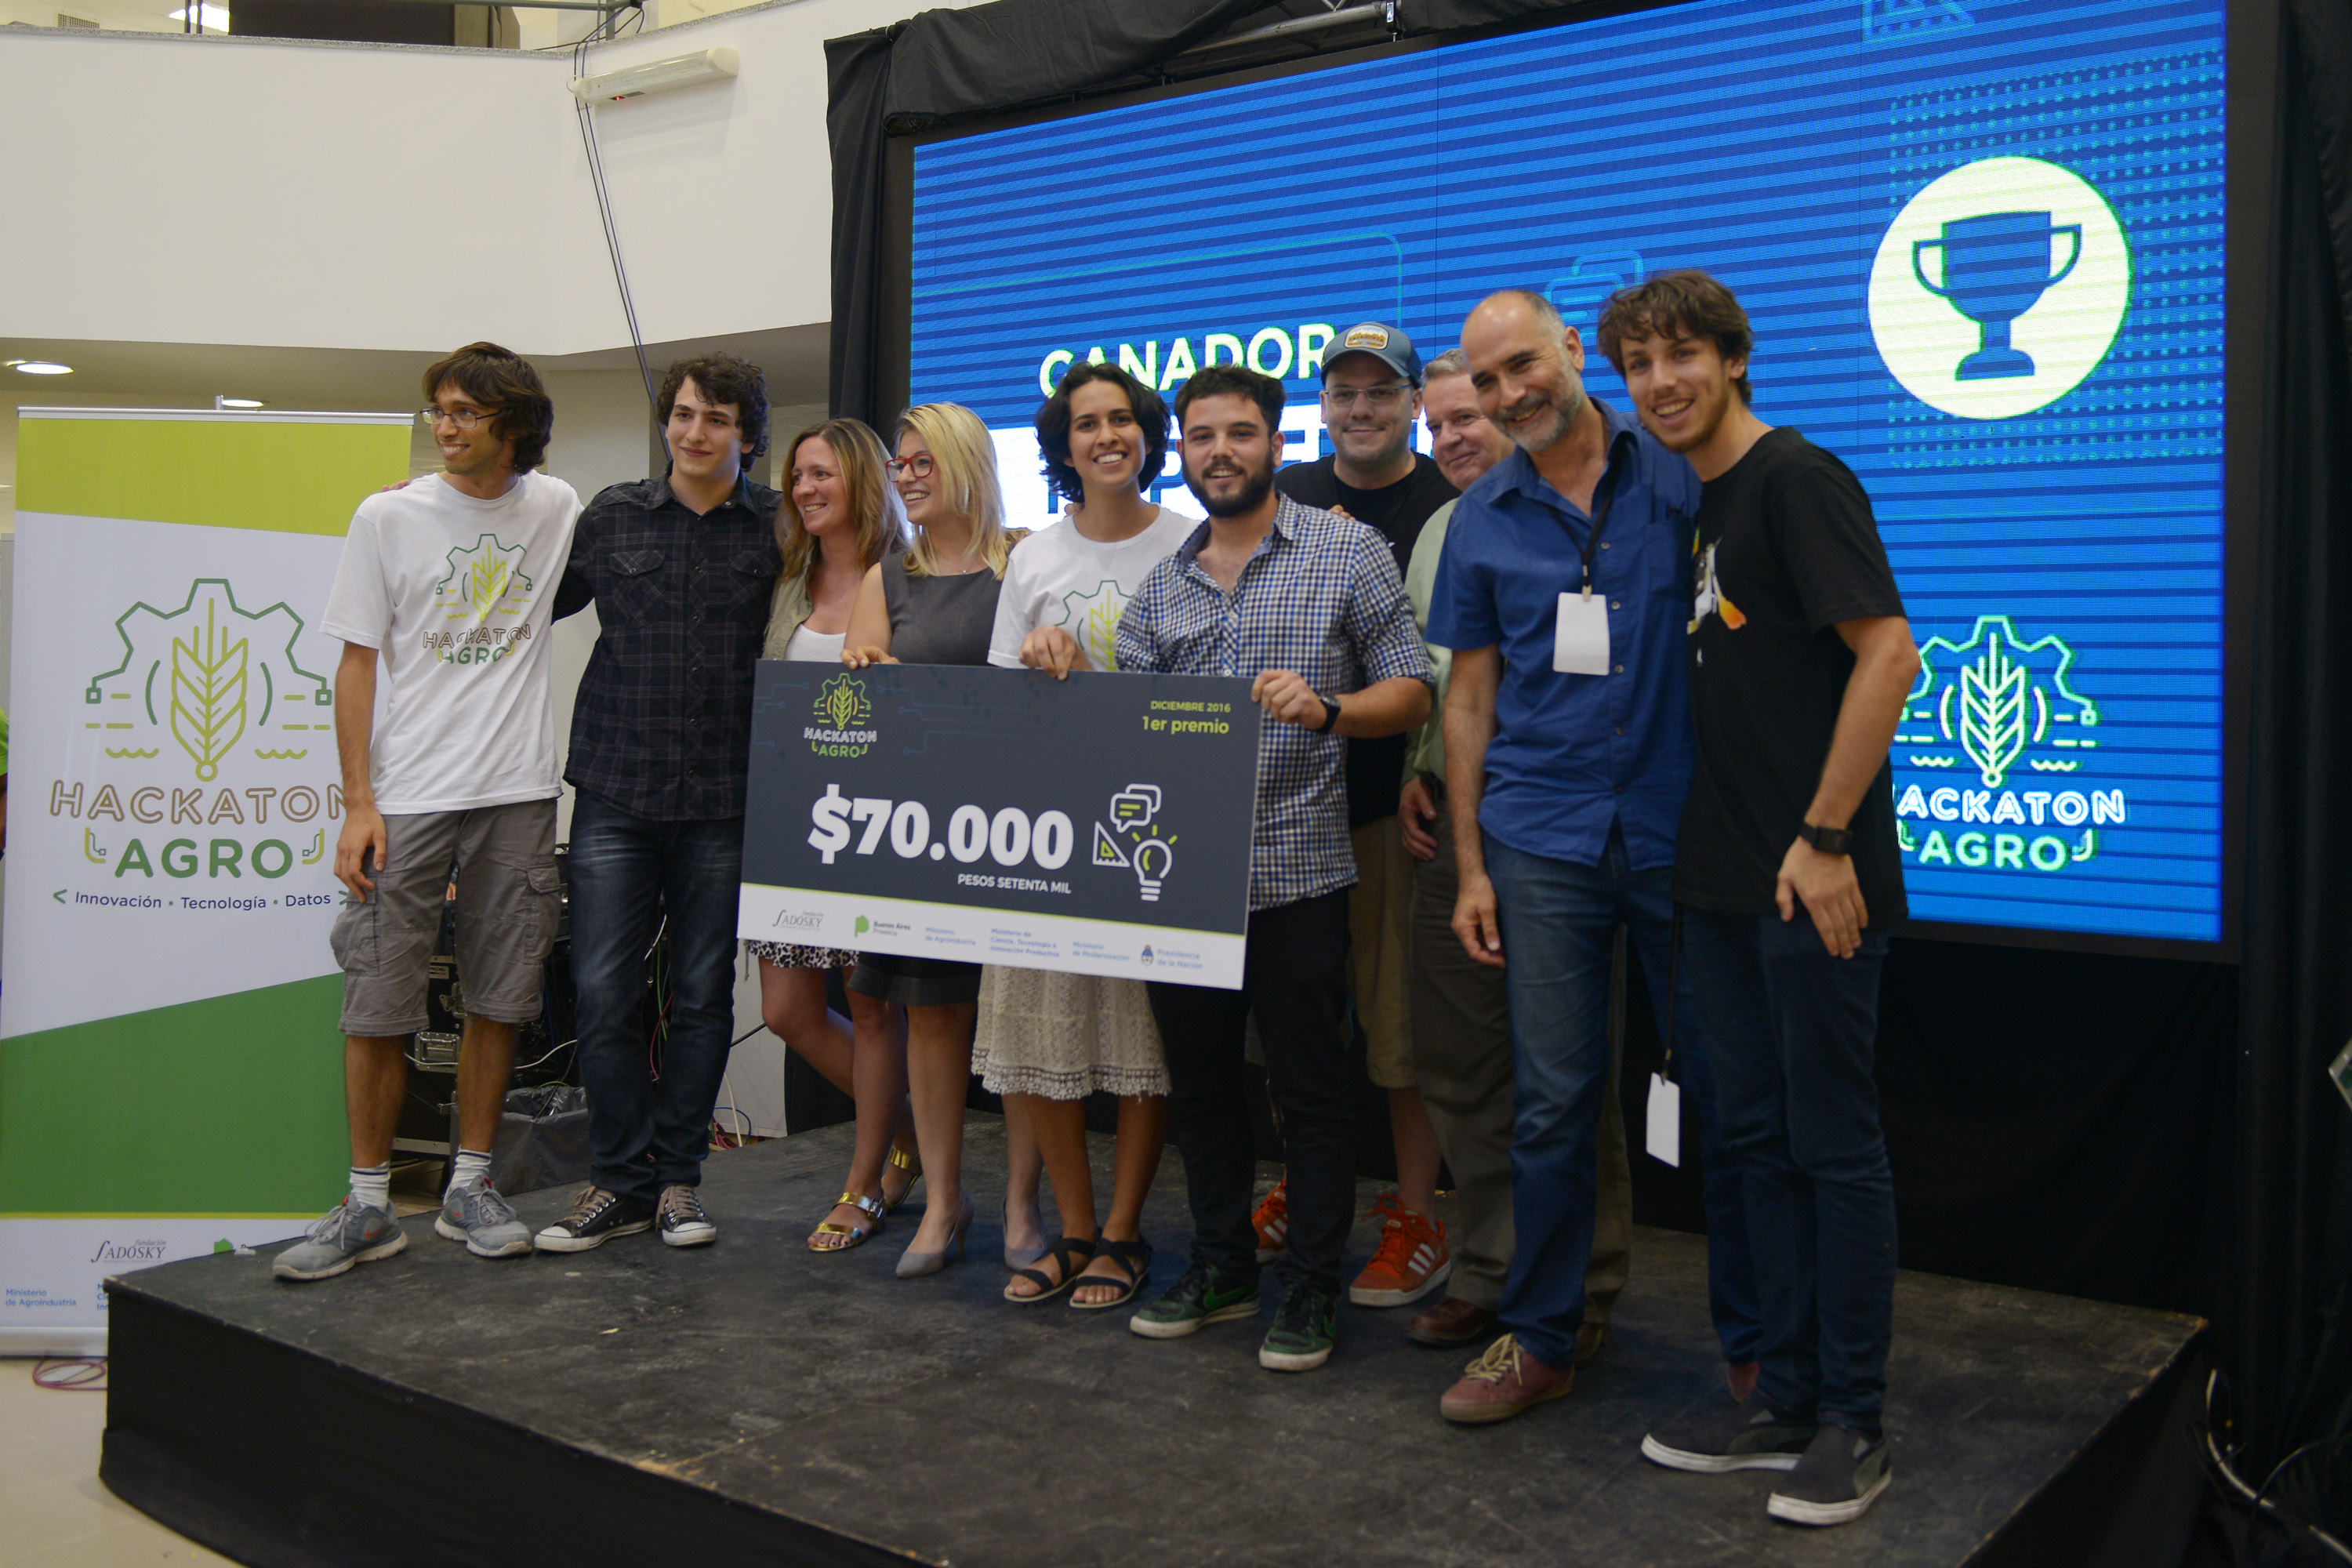 GANADOR
HACKATON
AGRO
HACKATON
AGRO
< Innovación • Tecnología • Datos >
fundación
SADOSKY
Ministerio
de Agroindustria
HACKATON
AGRO
HACKATON
AGRO
DICIEMBRE 2016
1er premio
$70.000
PESOS SETENTA MIL
fundación
SADOSKY
Buenos Aires
Provincia
Ministerio
de Agroindustria
Ministerio de
Ciencia, Tecnología e
Innovación Productiva
Ministerio
de Modernización
Presidencia
de la Nación